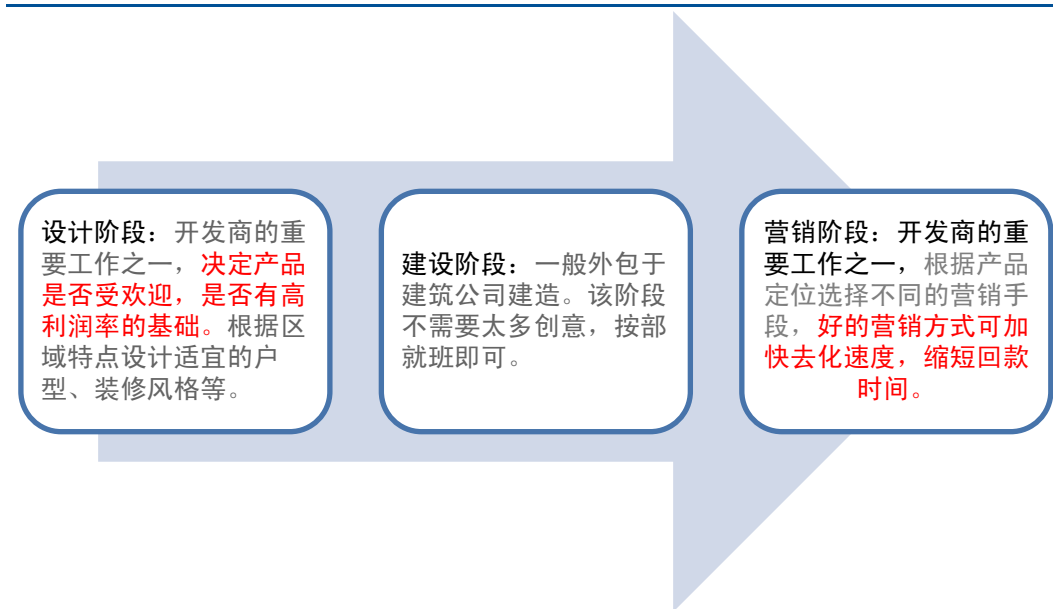 设计阶段：开发商的重
要工作之一，决定产品
是否受欢迎，是否有高
利润率的基础。根据区
域特点设计适宜的户
型、装修风格等。
建设阶段：一般外包于
建筑公司建造。该阶段
不需要太多创意，按部
就班即可。
营销阶段：开发商的重
要工作之一，根据产品
定位选择不同的营销手
段，好的营销方式可加
快去化速度，缩短回款
时间。